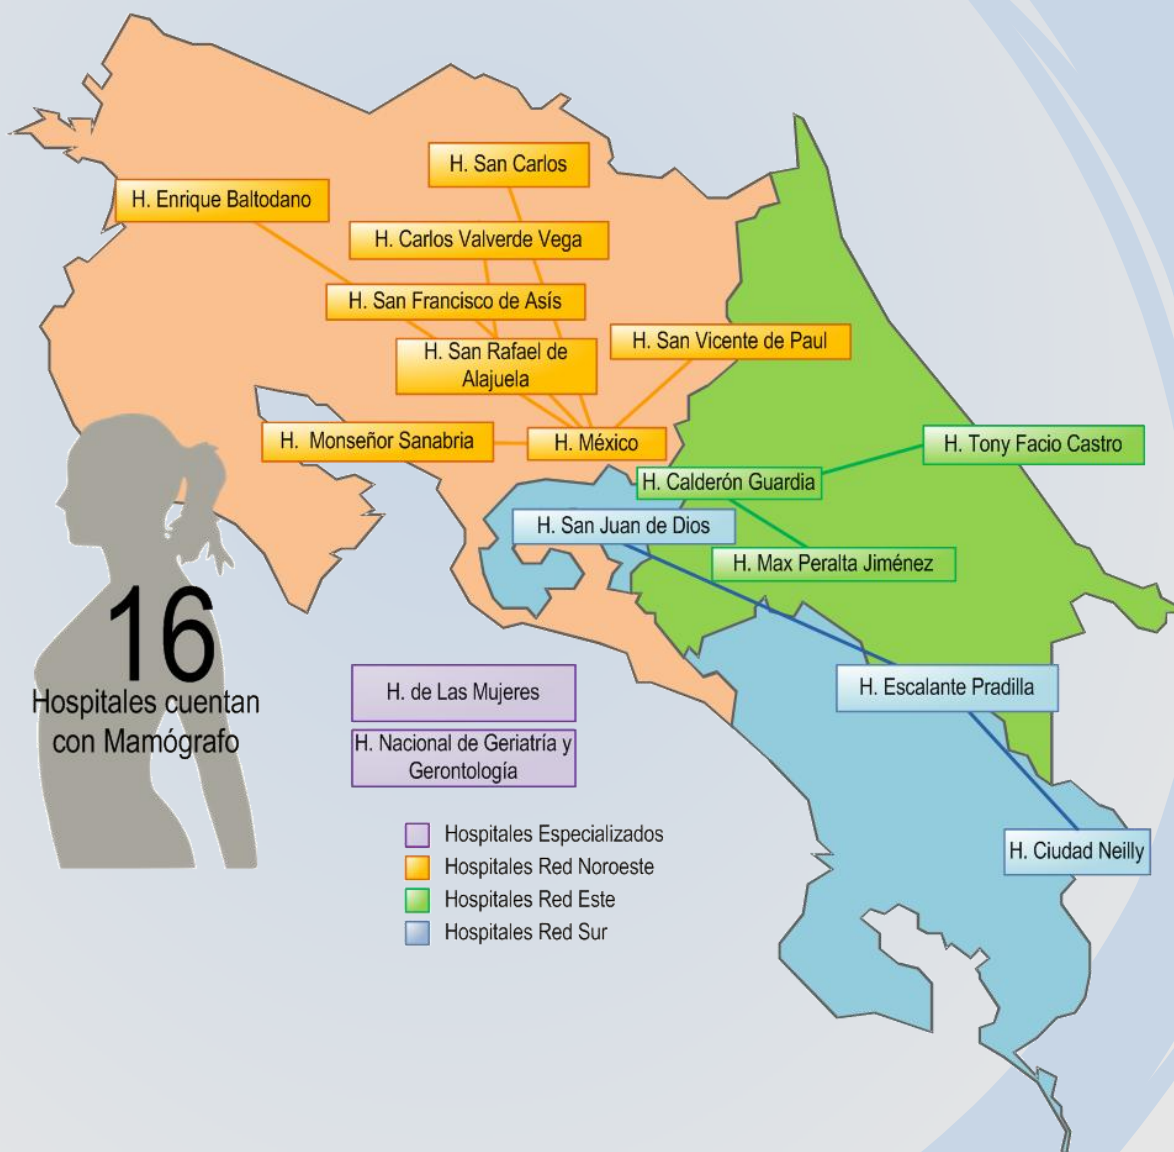 H. San Carlos
H. Enrique Baltodano
H. Carlos Valverde Vega
H. San Francisco de Asís
H. San Vicente de Paul
H. San Rafael de
Alajuela
H. Monseñor Sanabria
H. México
H. Tony Facio Castro
H. Calderón Guardia
H. San Juan de Dios
H. Max Peralta Jiménez
16
Hospitales cuentan
con Mamógrafo
H. de Las Mujeres
H. Escalante Pradilla
H. Nacional de Geriatría y
Gerontología
H. Ciudad Neilly
Hospitales Especializados
Hospitales Red Noroeste
Hospitales Red Este
Hospitales Red Sur